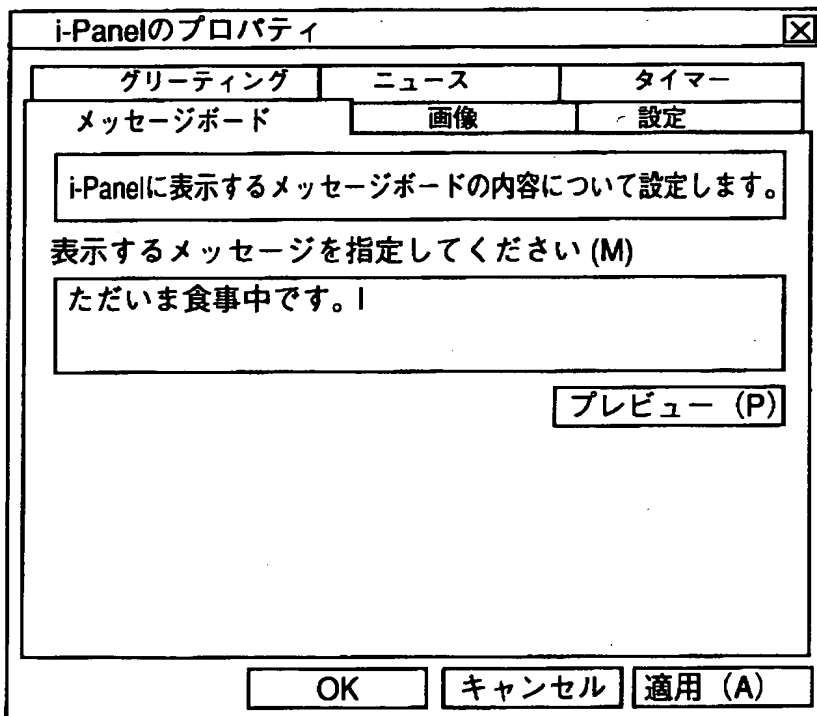 i-Panelのプロパティ
グリーティング ニュース タイマー
メッセージボード 画像 設定
i-Panelに表示するメッセージボードの内容について設定します。
表示するメッセージを指定してください (M)
ただいま食事中です。
プレビュー (P)
OK キャンセル 適用 (A)